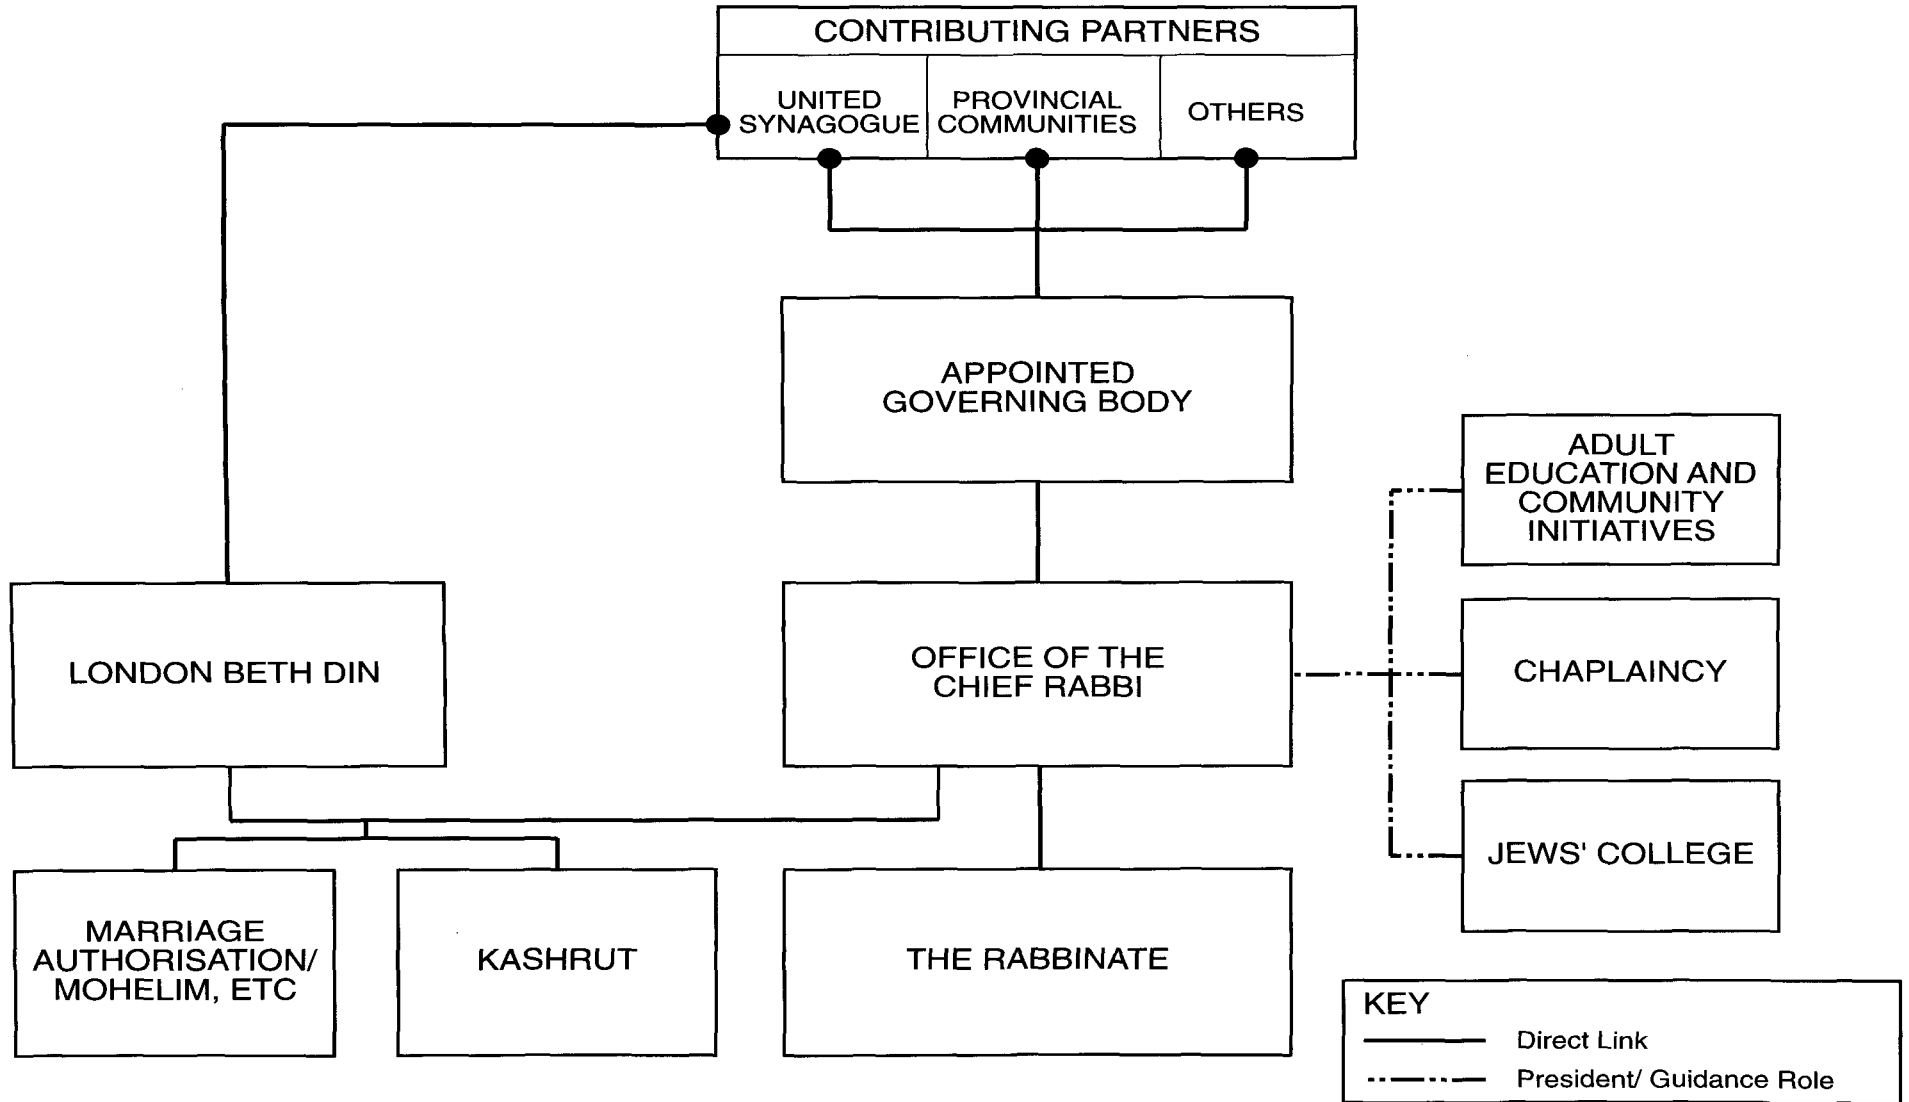 CONTRIBUTING PARTNERS
UNITED
SYNAGOGUE
PROVINCIAL
COMMUNITIES
OTHERS
APPOINTED
GOVERNING BODY
ADULT
EDUCATION AND
COMMUNITY
INITIATIVES
LONDON BETH DIN
OFFICE OF THE
CHIEF RABBI
CHAPLAINCY
JEWS' COLLEGE
MARRIAGE
AUTHORISATION/
MOHELIM, ETC
KASHRUT
THE RABBINATE
KEY
Direct Link
President/ Guidance Role